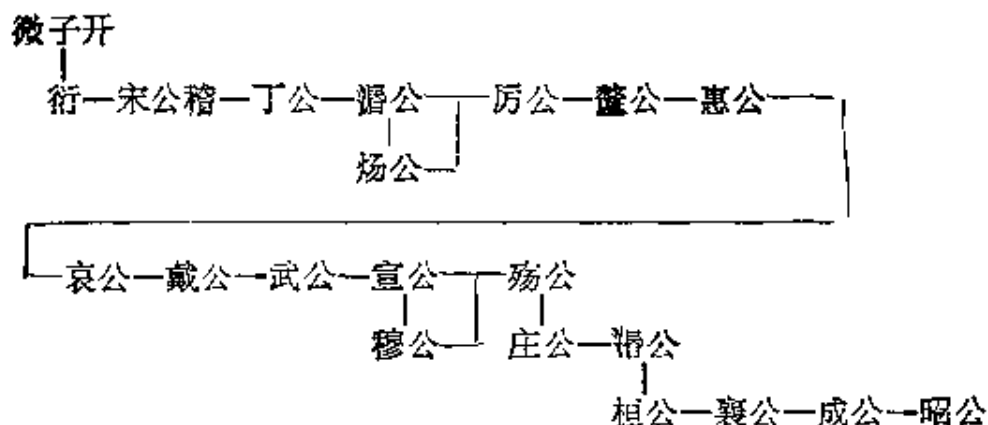 微子开
衍 宋公稽 丁公 湣公 厉公 釐公 惠公
炀公
哀公 戴公 武公 宣公 殇公
穆公 庄公 湣公
桓公 襄公 成公 昭公